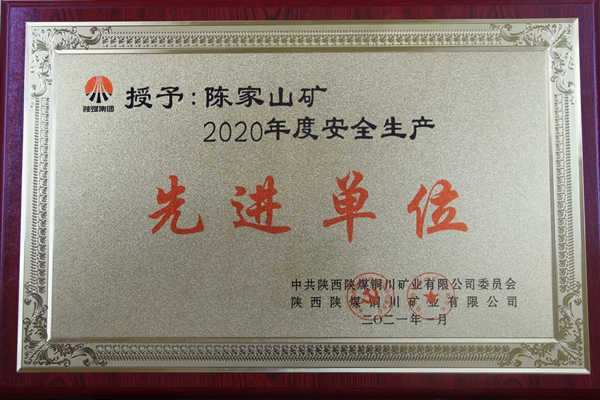 陕煤集团
授予：陈家山矿
2020年度安全生产
先进单位
中共陕西陕煤铜川矿业有限公司委员会
陕西陕煤铜川矿业有限公司
二〇二一年一月